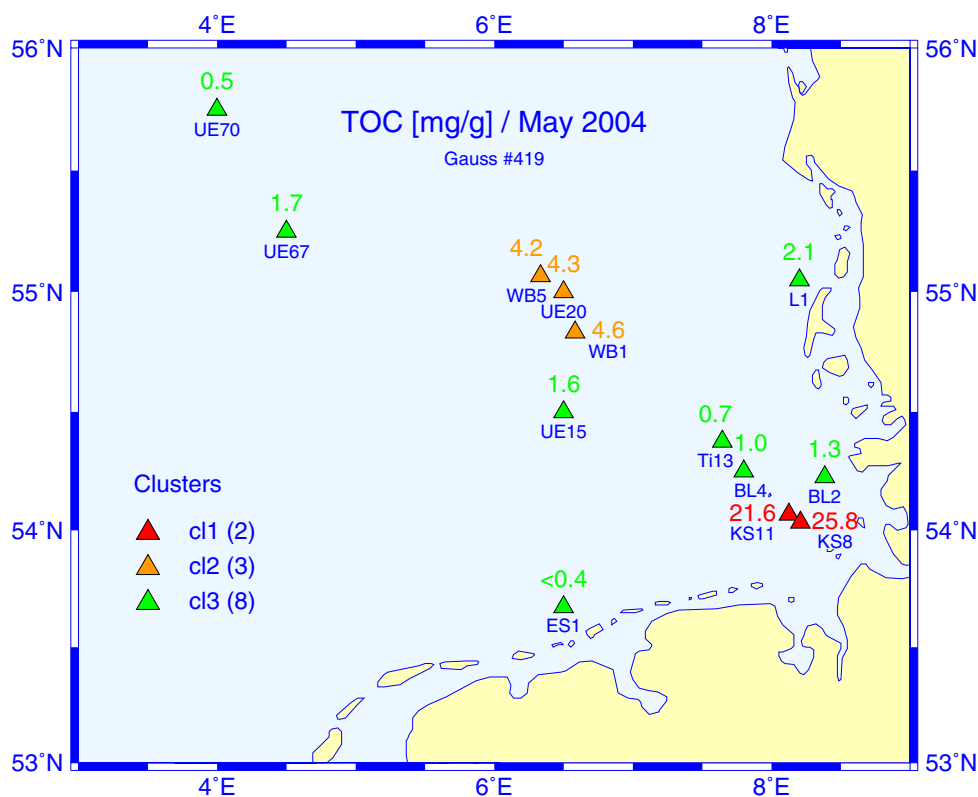 4˚E 6˚E 8˚E
56˚N 56˚N
0.5
UE70
TOC [mg/g] / May 2004
Gauss #419
1.7
UE67
4.2
4.3
WB5
UE20
2.1
L1
55˚N 55˚N
4.6
WB1
1.6
UE15
0.7
Ti13
1.0
BL4
1.3
BL2
Clusters
cl1 (2)
cl2 (3)
cl3 (8)
21.6
KS11
25.8
KS8
54˚N 54˚N
<0.4
ES1
53˚N 53˚N
4˚E 6˚E 8˚E